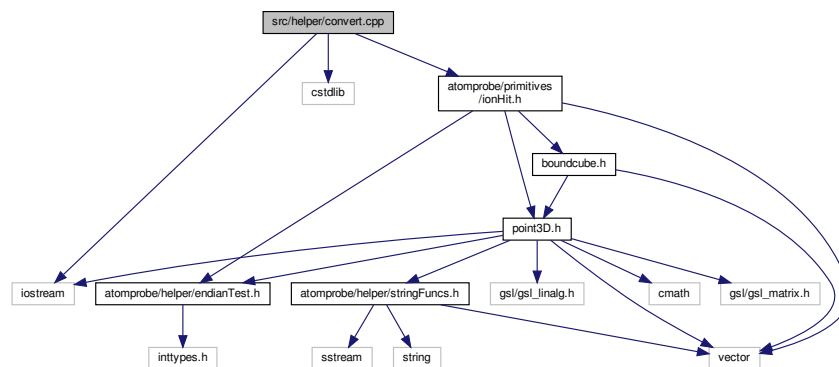 src/helper/convert.cpp
cstdlib
atomprobe/primitives
/ionHit.h
boundcube.h
point3D.h
iostream
atomprobe/helper/endianTest.h
atomprobe/helper/stringFuncs.h
gsl/gsl_linalg.h
cmath
gsl/gsl_matrix.h
inttypes.h
sstream
string
vector